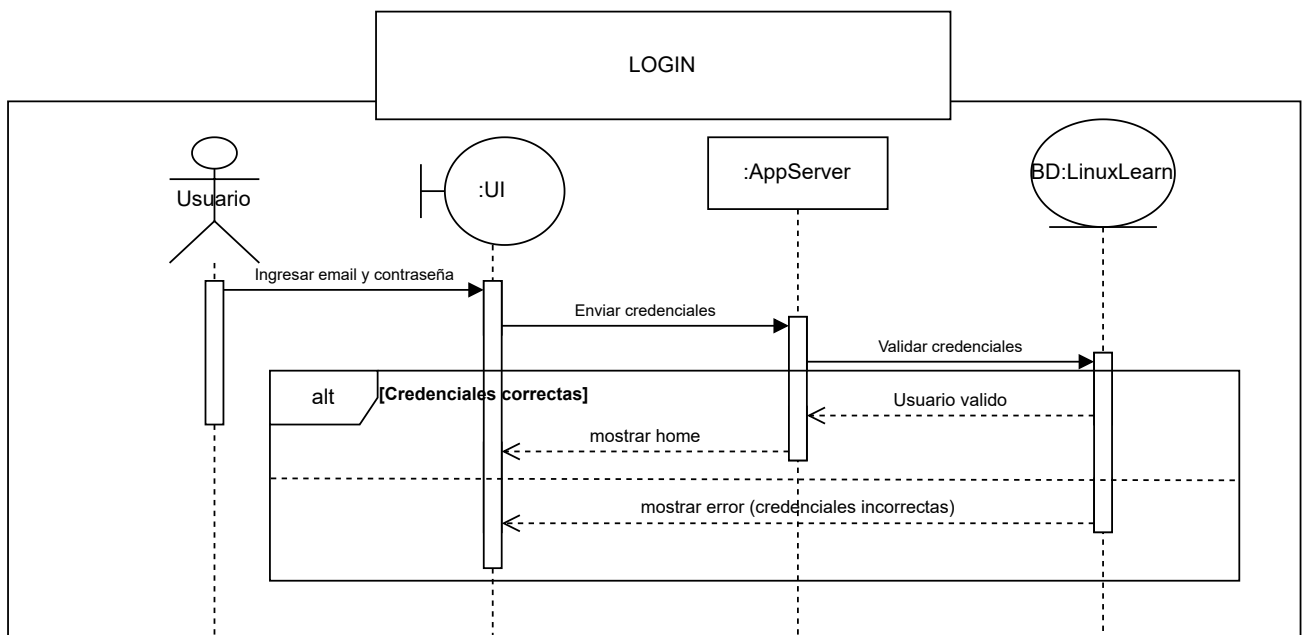 LOGIN
Usuario
:UI
:AppServer
BD:LinuxLearn
Ingresar email y contraseña
Enviar credenciales
Validar credenciales
alt
[Credenciales correctas]
Usuario valido
mostrar home
mostrar error (credenciales incorrectas)